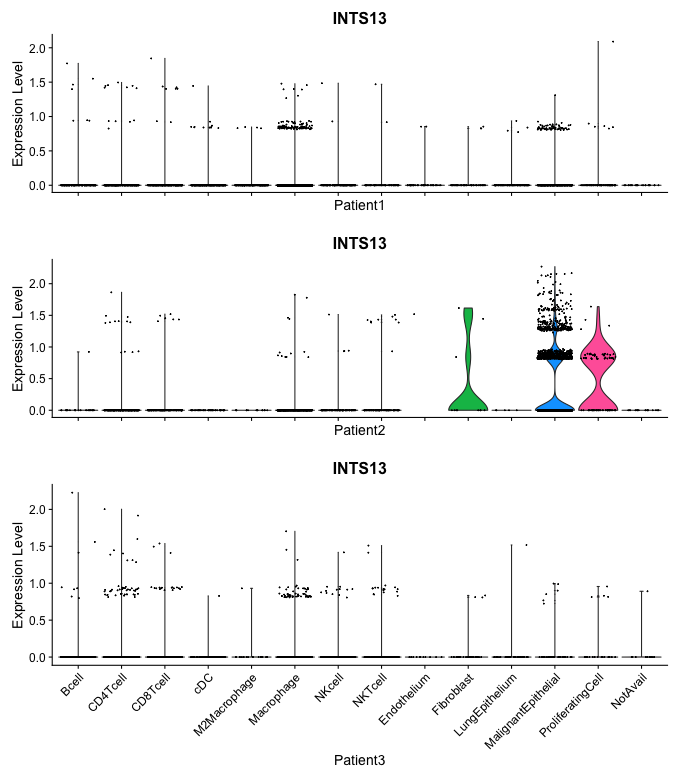 INTS13
Expression Level
2.0
1.5
1.0
0.5
0.0
Patient1
INTS13
Expression Level
2.0
1.5
1.0
0.5
0.0
Patient2
INTS13
Expression Level
2.0
1.5
1.0
0.5
0.0
Bcell
CD4Tcell
CD8Tcell
cDC
M2Macrophage
Macrophage
NKcell
NKTcell
Endothelium
Fibroblast
LungEpithelium
MalignantEpithelial
ProliferatingCell
NotAvail
Patient3